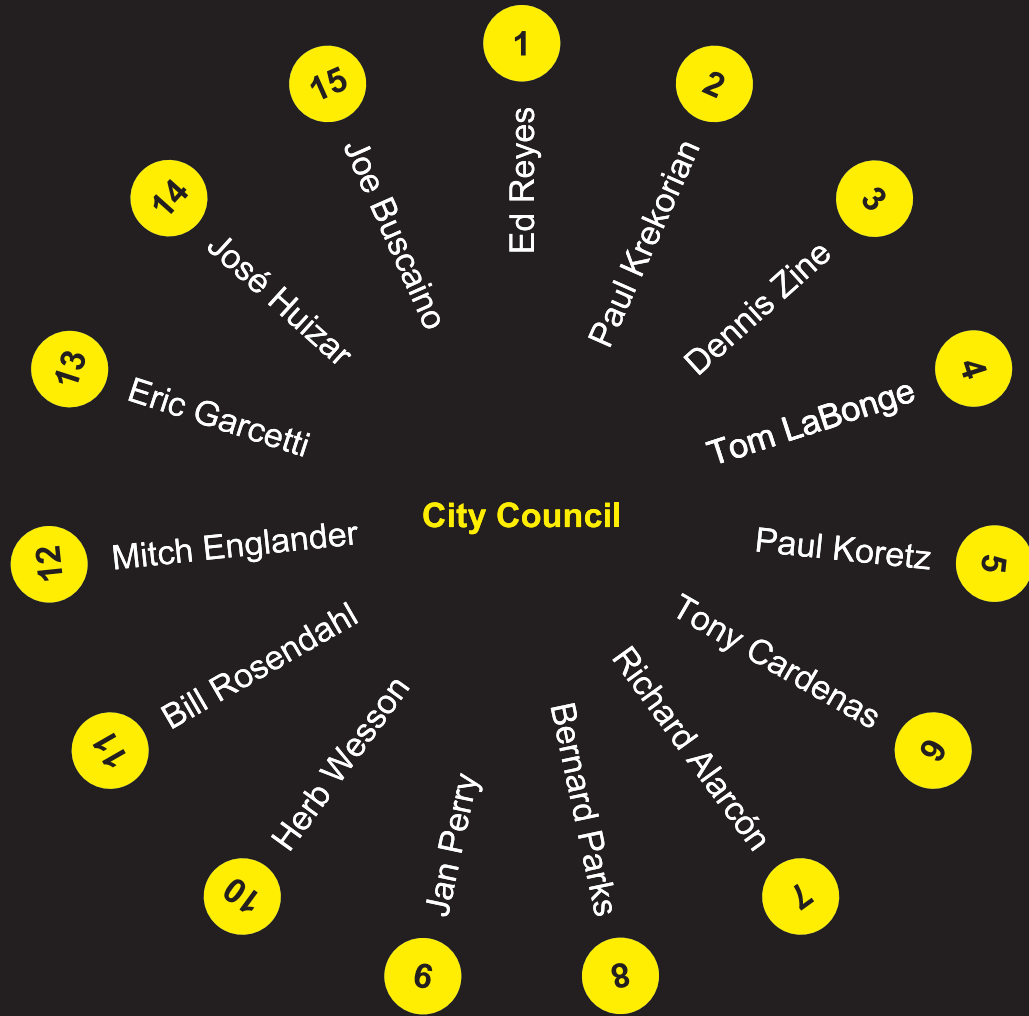 1
Ed Reyes
2
Paul Krekorian
3
Dennis Zine
4
Tom LaBonge
5
Paul Koretz
6
Tony Cardenas
7
Richard Alarcón
8
Bernard Parks
9
Jan Perry
10
Herb Wesson
11
Bill Rosendahl
12
Mitch Englander
13
Eric Garcetti
14
José Huizar
15
Joe Buscaino
City Council